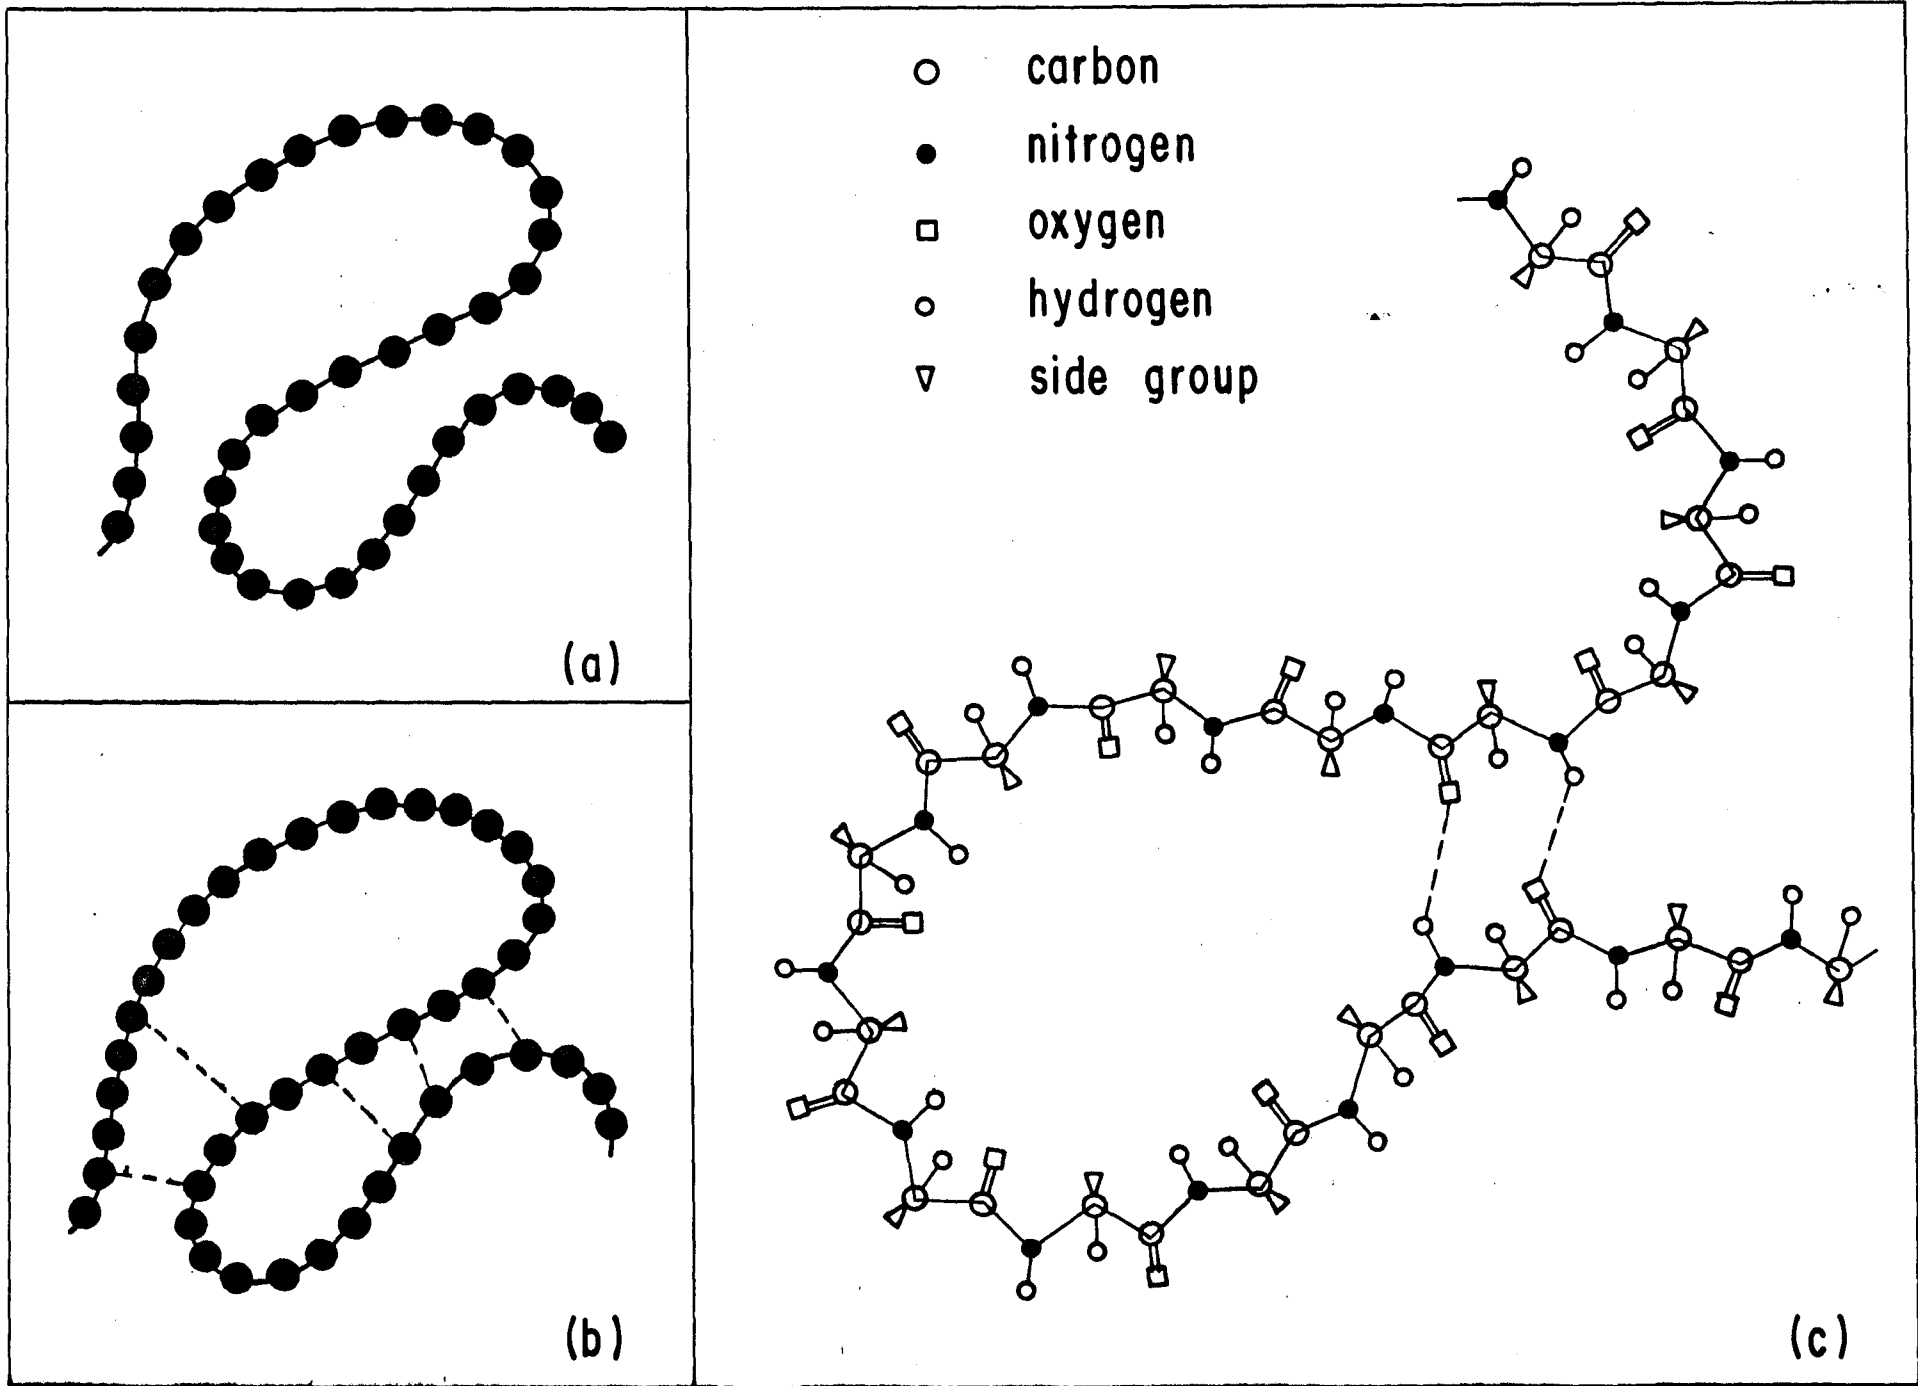 carbon
nitrogen
oxygen
hydrogen
side group
(a)
(b)
(c)